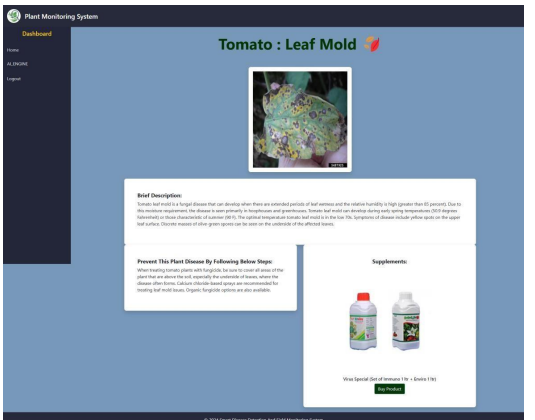 Plant Monitoring System
Dashboard
Home
AI_ENGINE
Logout
Tomato : Leaf Mold
Brief Description:
Tomato leaf mold is a fungal disease that can develop when there are extended periods of leaf wetness and the relative humidity is high (greater than 85 percent). Due to
this moisture requirement, the disease is seen primarily in hoophouses and greenhouses. Tomato leaf mold can develop during early spring temperatures (50.9 degrees
Fahrenheit) or those characteristic of summer (90 F). The optimal temperature tomato leaf mold is in the low 70s. Symptoms of disease include yellow spots on the upper
leaf surface. Discrete masses of olive-green spores can be seen on the underside of the affected leaves.
Prevent This Plant Disease By Following Below Steps:
When treating tomato plants with fungicide, be sure to cover all areas of the
plant that are above the soil, especially the underside of leaves, where the
disease often forms. Calcium chloride-based sprays are recommended for
treating leaf mold issues. Organic fungicide options are also available.
Supplements:
Virus Special (Set of Immuno 1 ltr + Enviro 1 ltr)
Buy Product